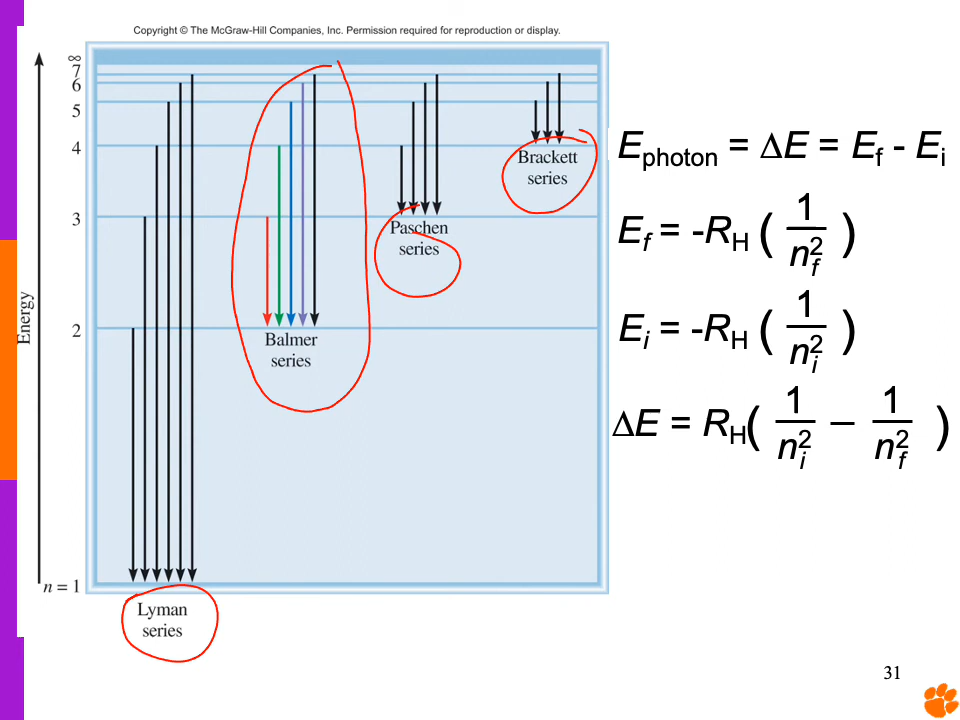 Copyright © The McGraw-Hill Companies, Inc. Permission required for reproduction or display.
∞
7
6
5
4
3
2
n = 1
Energy
Lyman
series
Balmer
series
Paschen
series
Brackett
series
E_photon = ΔE = E_f - E_i
E_f = -R_H ( 1/n_f^2 )
E_i = -R_H ( 1/n_i^2 )
ΔE = R_H( 1/n_i^2 − 1/n_f^2 )
31